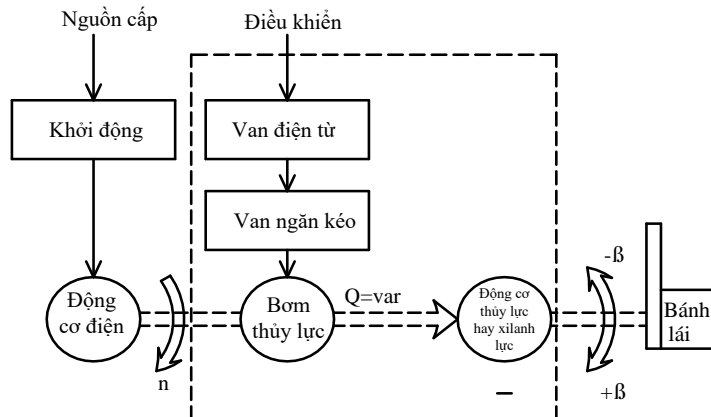 Nguồn cấp
Điều khiển
Khởi động
Van điện từ
Van ngăn kéo
Động
cơ điện
n
Bơm
thủy lực
Q=var
Động cơ
thủy lực
hay xilanh
lực
-ß
+ß
Bánh
lái